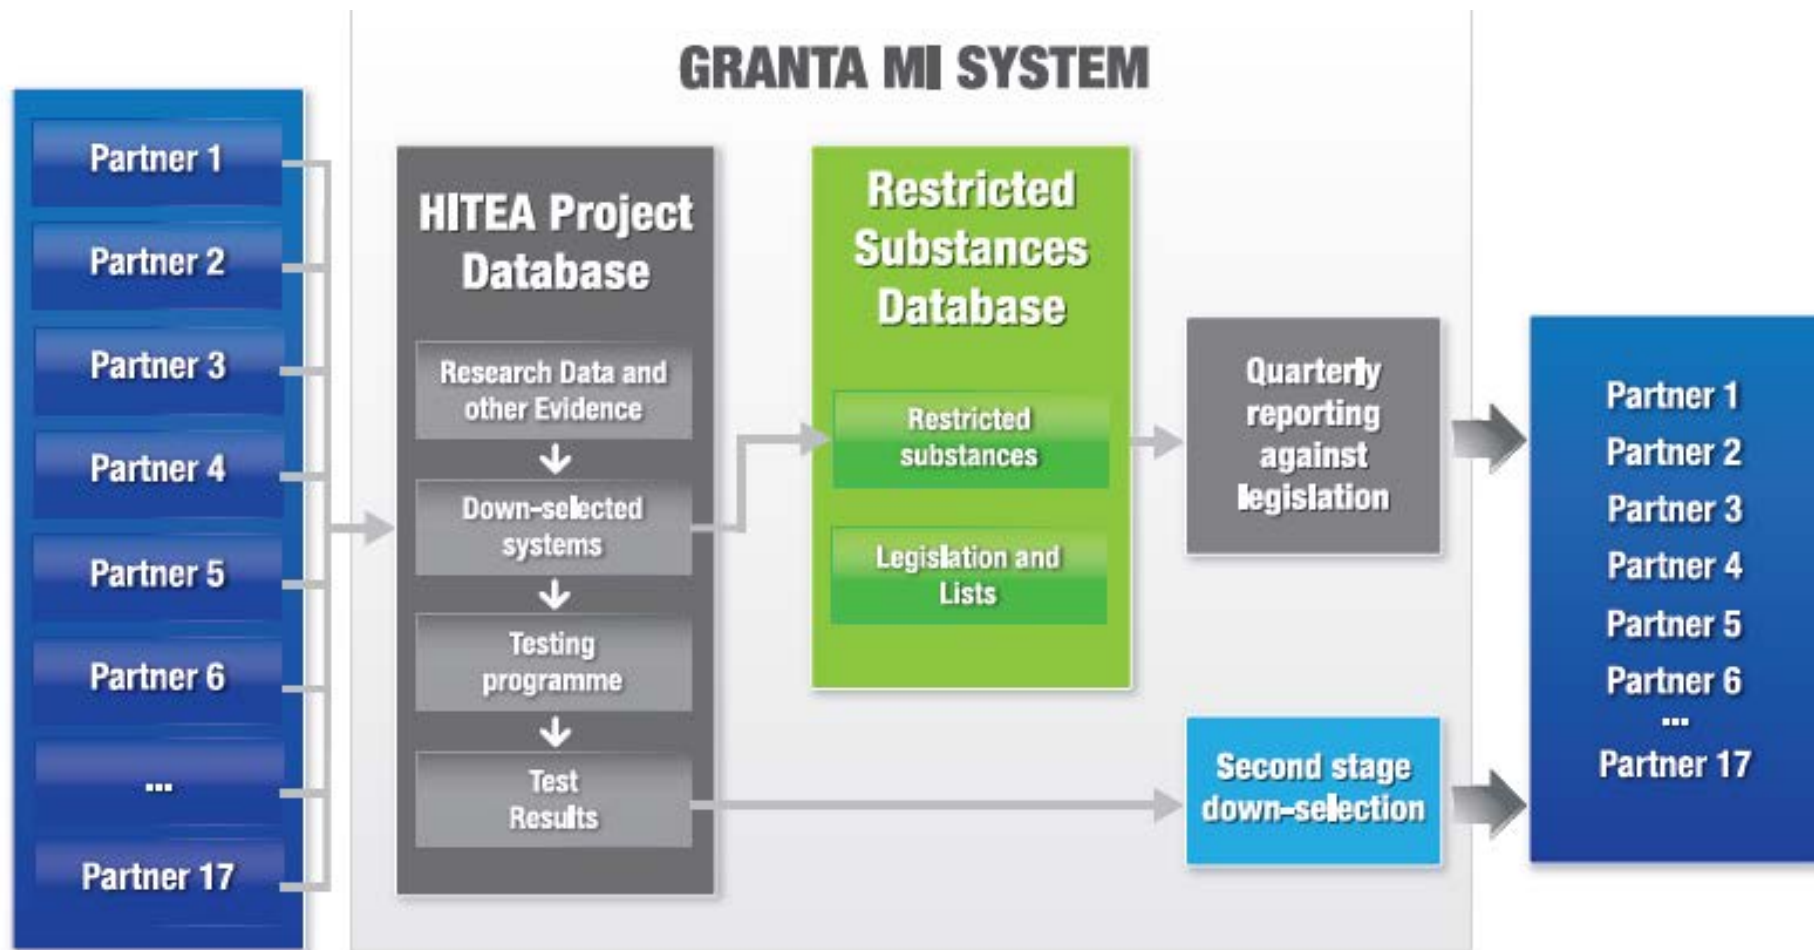 GRANTA MI SYSTEM
Partner 1
Partner 2
Partner 3
Partner 4
Partner 5
Partner 6
...
Partner 17
HITEA Project
Database
Research Data and
other Evidence
Down-selected
systems
Testing
programme
Test
Results
Restricted
Substances
Database
Restricted
substances
Legislation and
Lists
Quarterly
reporting
against
legislation
Second stage
down-selection
Partner 1
Partner 2
Partner 3
Partner 4
Partner 5
Partner 6
...
Partner 17